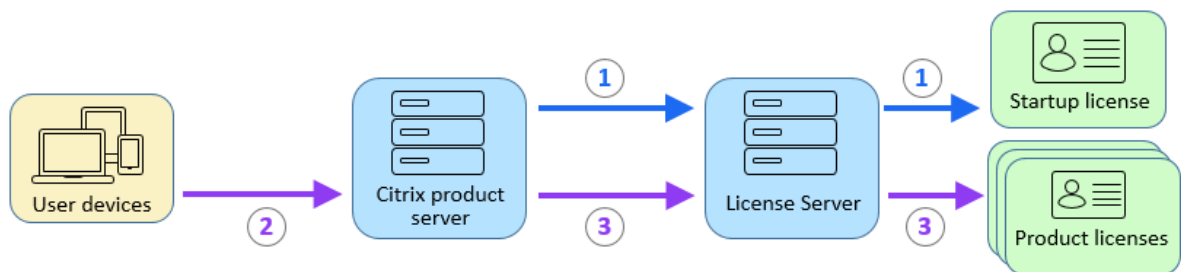 1
1
Startup license
User devices
2
Citrix product
server
3
License Server
3
Product licenses